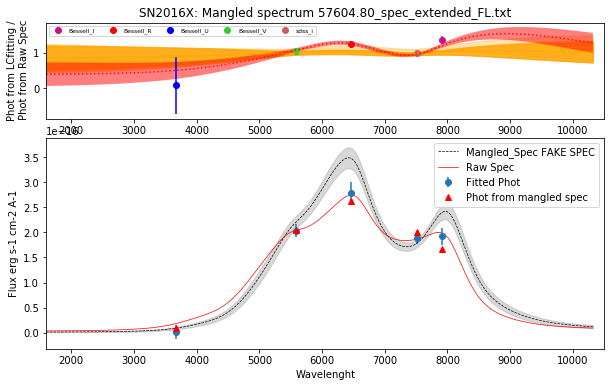 SN2016X: Mangled spectrum 57604.80_spec_extended_FL.txt
Bessell_I Bessell_R Bessell_U Bessell_V sdss_i
Phot from LCfitting /
Phot from Raw Spec
1
0
2000 3000 4000 5000 6000 7000 8000 9000 10000
Mangled_Spec FAKE SPEC
Raw Spec
Fitted Phot
Phot from mangled spec
Flux erg s-1 cm-2 A-1
3.5
3.0
2.5
2.0
1.5
1.0
0.5
0.0
2000 3000 4000 5000 6000 7000 8000 9000 10000
Wavelenght